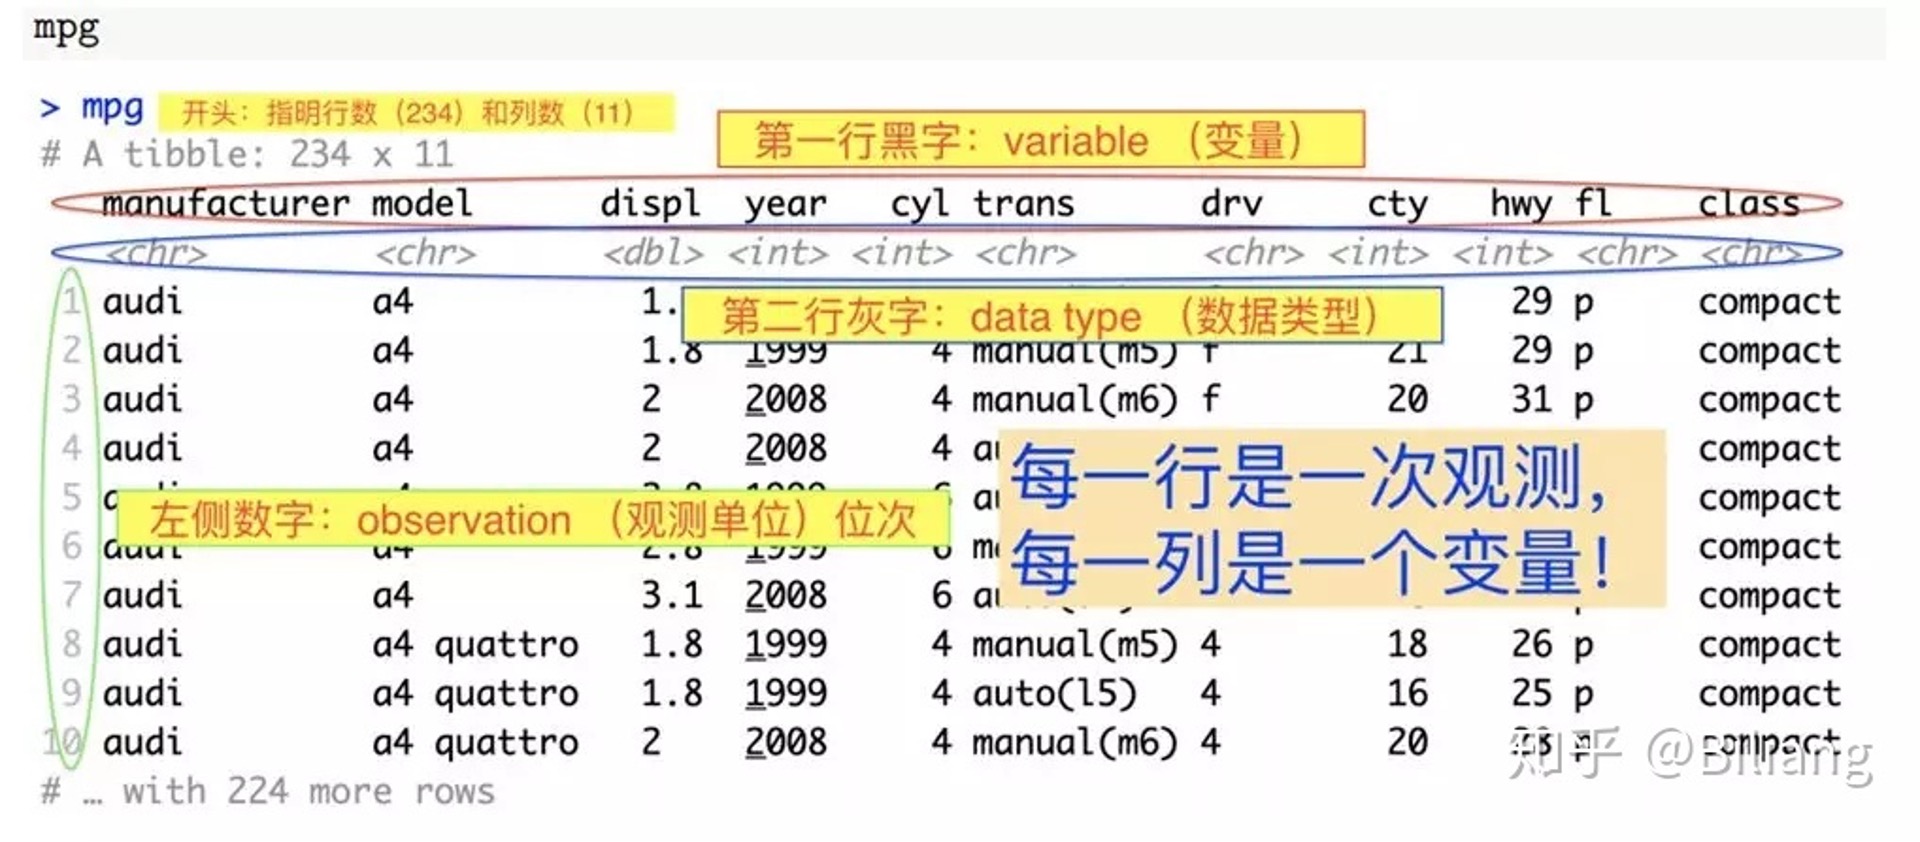 mpg
> mpg 开头：指明行数（234）和列数（11）
# A tibble: 234 x 11
第一行黑字：variable （变量）
manufacturer model displ year cyl trans drv cty hwy fl class
<chr> <chr> <dbl> <int> <int> <chr> <chr> <int> <int> <chr> <chr>
1 audi a4 1. 29 p compact
第二行灰字：data type （数据类型）
2 audi a4 1.8 1999 4 manual(m5) f 21 29 p compact
3 audi a4 2 2008 4 manual(m6) f 20 31 p compact
4 audi a4 2 2008 4 compact
每一行是一次观测，
5 compact
左侧数字：observation （观测单位）位次
6 audi a4 2.8 1999 6 compact
每一列是一个变量！
7 audi a4 3.1 2008 6 compact
8 audi a4 quattro 1.8 1999 4 manual(m5) 4 18 26 p compact
9 audi a4 quattro 1.8 1999 4 auto(l5) 4 16 25 p compact
10 audi a4 quattro 2 2008 4 manual(m6) 4 20 compact
知乎 @Biliang
# … with 224 more rows